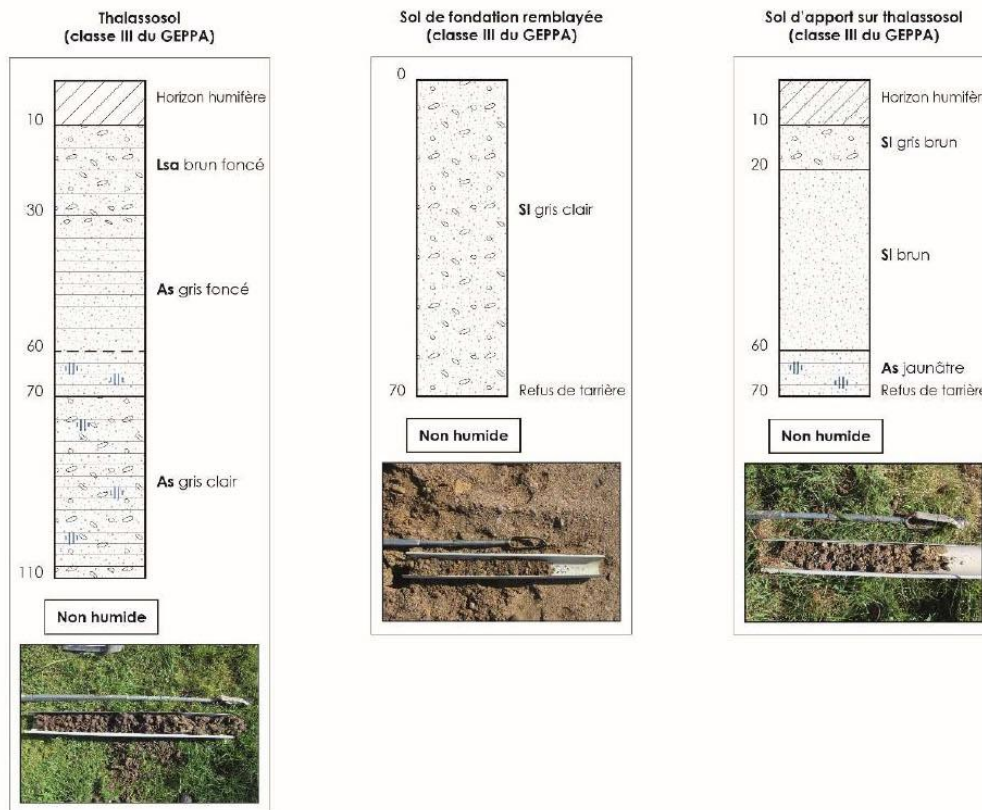 Thalassosol
(classe III du GEPPA)
Horizon humifère
10
Lsa brun foncé
30
As gris foncé
60
70
As gris clair
110
Non humide
Sol de fondation remblayée
(classe III du GEPPA)
0
Sl gris clair
70
Refus de tarrière
Non humide
Sol d'apport sur thalassosol
(classe III du GEPPA)
Horizon humifère
10
Sl gris brun
20
Sl brun
60
As jaunâtre
70
Refus de tarrière
Non humide